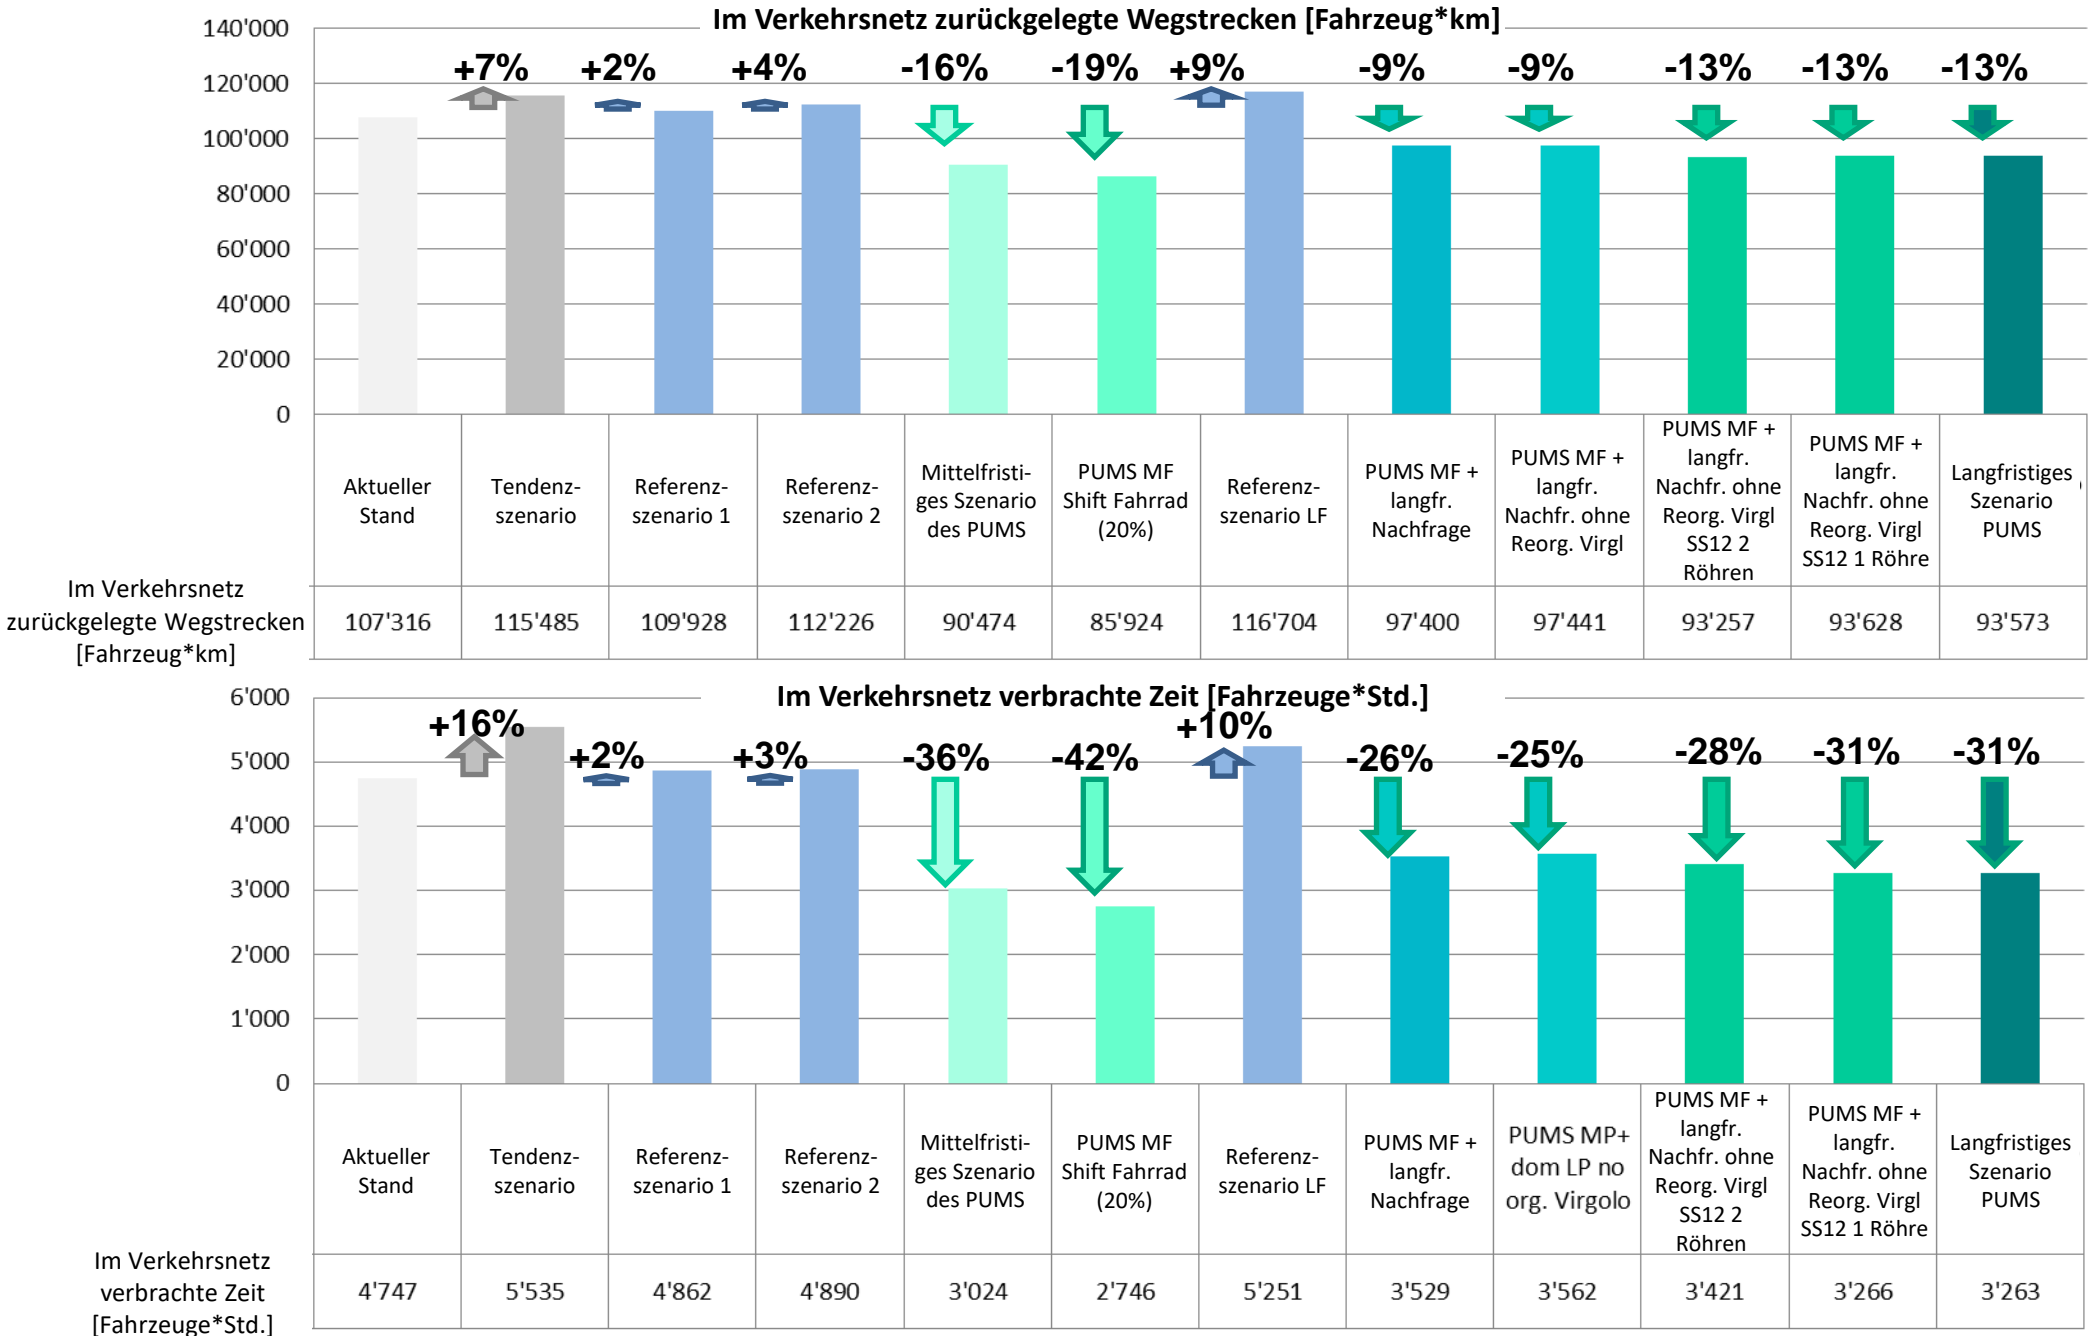 Im Verkehrsnetz zurückgelegte Wegstrecken [Fahrzeug*km]
140'000
120'000
100'000
80'000
60'000
40'000
20'000
0
+7% +2% +4% -16% -19% +9% -9% -9% -13% -13% -13%
Aktueller
Stand
Tendenz-
szenario
Referenz-
szenario 1
Referenz-
szenario 2
Mittelfristi-
ges Szenario
des PUMS
PUMS MF
Shift Fahrrad
(20%)
Referenz-
szenario LF
PUMS MF +
langfr.
Nachfrage
PUMS MF +
langfr.
Nachfr. ohne
Reorg. Virgl
PUMS MF +
langfr.
Nachfr. ohne
Reorg. Virgl
SS12 2
Röhren
PUMS MF +
langfr.
Nachfr. ohne
Reorg. Virgl
SS12 1 Röhre
Langfristiges
Szenario
PUMS
Im Verkehrsnetz
zurückgelegte Wegstrecken
[Fahrzeug*km]
107'316 115'485 109'928 112'226 90'474 85'924 116'704 97'400 97'441 93'257 93'628 93'573
Im Verkehrsnetz verbrachte Zeit [Fahrzeuge*Std.]
6'000
5'000
4'000
3'000
2'000
1'000
0
+16% +2% +3% -36% -42% +10% -26% -25% -28% -31% -31%
Aktueller
Stand
Tendenz-
szenario
Referenz-
szenario 1
Referenz-
szenario 2
Mittelfristi-
ges Szenario
des PUMS
PUMS MF
Shift Fahrrad
(20%)
Referenz-
szenario LF
PUMS MF +
langfr.
Nachfrage
PUMS MP+
dom LP no
org. Virgolo
PUMS MF +
langfr.
Nachfr. ohne
Reorg. Virgl
SS12 2
Röhren
PUMS MF +
langfr.
Nachfr. ohne
Reorg. Virgl
SS12 1 Röhre
Langfristiges
Szenario
PUMS
Im Verkehrsnetz
verbrachte Zeit
[Fahrzeuge*Std.]
4'747 5'535 4'862 4'890 3'024 2'746 5'251 3'529 3'562 3'421 3'266 3'263